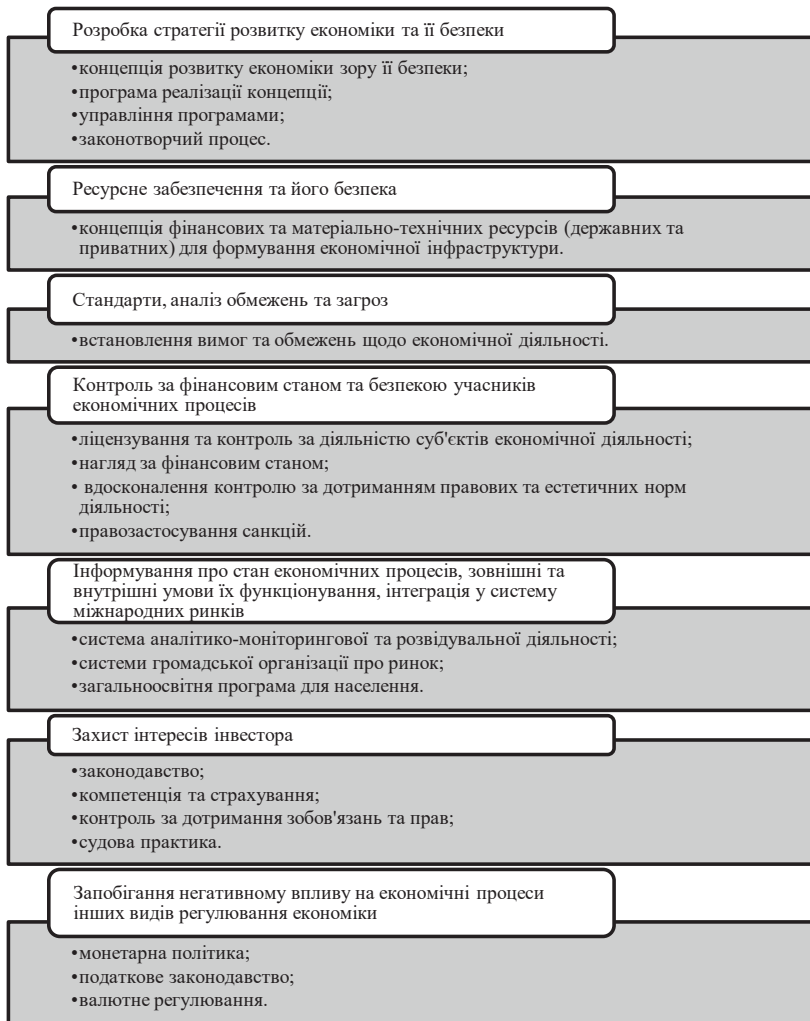 Розробка стратегії розвитку економіки та її безпеки
•концепція розвитку економіки зору її безпеки;
•програма реалізації концепції;
•управління програмами;
•законотворчий процес.
Ресурсне забезпечення та його безпека
•концепція фінансових та матеріально-технічних ресурсів (державних та
приватних) для формування економічної інфраструктури.
Стандарти, аналіз обмежень та загроз
•встановлення вимог та обмежень щодо економічної діяльності.
Контроль за фінансовим станом та безпекою учасників
економічних процесів
•ліцензування та контроль за діяльністю суб'єктів економічної діяльності;
•нагляд за фінансовим станом;
• вдосконалення контролю за дотриманням правових та естетичних норм
діяльності;
•правозастосування санкцій.
Інформування про стан економічних процесів, зовнішні та
внутрішні умови їх функціонування, інтеграція у систему
міжнародних ринків
•система аналітико-моніторингової та розвідувальної діяльності;
•системи громадської організації про ринок;
•загальноосвітня програма для населення.
Захист інтересів інвестора
•законодавство;
•компетенція та страхування;
•контроль за дотримання зобов'язань та прав;
•судова практика.
Запобігання негативному впливу на економічні процеси
інших видів регулювання економіки
•монетарна політика;
•податкове законодавство;
•валютне регулювання.